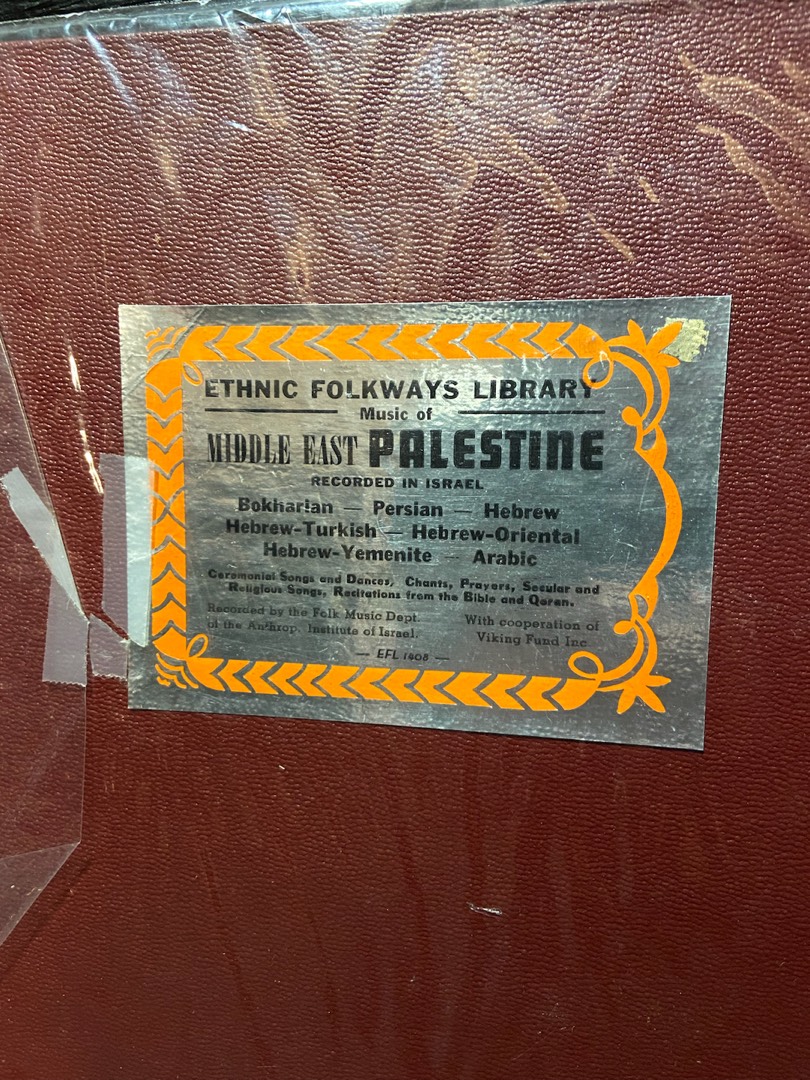 ETHNIC FOLKWAYS LIBRARY
Music of
MIDDLE EAST PALESTINE
RECORDED IN ISRAEL
Bokharian — Persian — Hebrew
Hebrew-Turkish — Hebrew-Oriental
Hebrew-Yemenite — Arabic
Ceremonial Songs and Dances, Chants, Prayers, Secular and
Religious Songs, Recitations from the Bible and Qoran.
Recorded by the Folk Music Dept.
of the Anthrop. Institute of Israel.
With cooperation of
Viking Fund Inc.
— EFL 1408 —